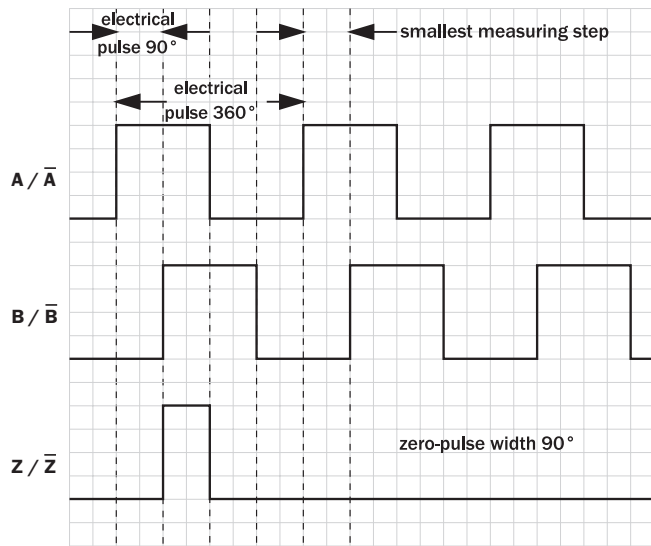 electrical
pulse 90°
smallest measuring step
electrical
pulse 360°
A / A̅
B / B̅
Z / Z̅
zero-pulse width 90°